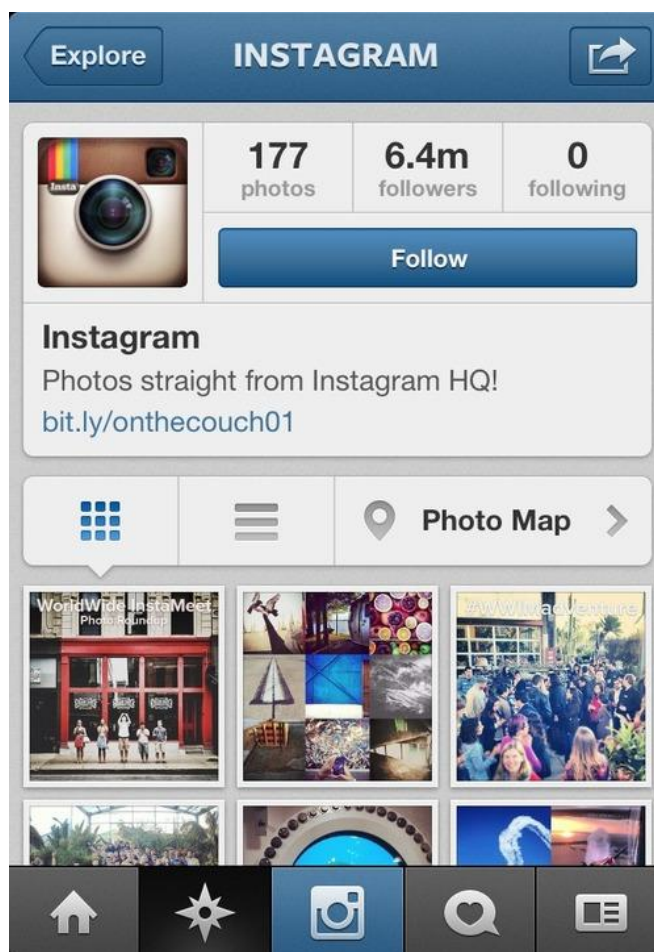 Explore
INSTAGRAM
Insta
177
photos
6.4m
followers
0
following
Follow
Instagram
Photos straight from Instagram HQ!
bit.ly/onthecouch01
Photo Map
WorldWide InstaMeet
Photo Roundup
#WWIMadventure